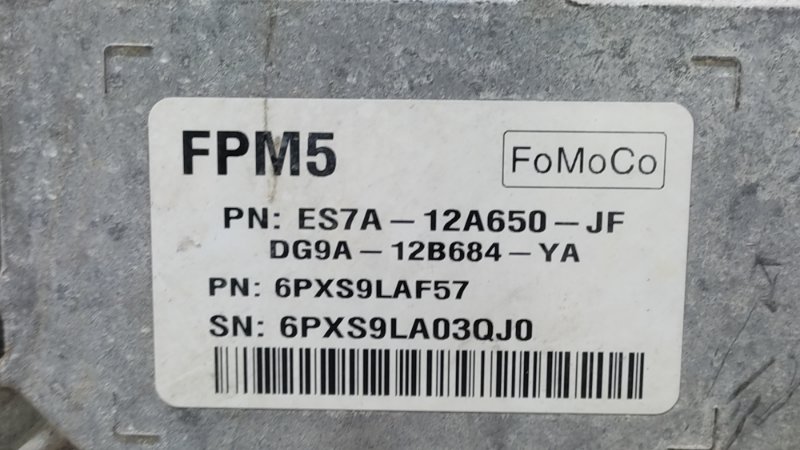 FPM5
FoMoCo
PN: ES7A-12A650-JF
DG9A-12B684-YA
PN: 6PXS9LAF57
SN: 6PXS9LA03QJ0